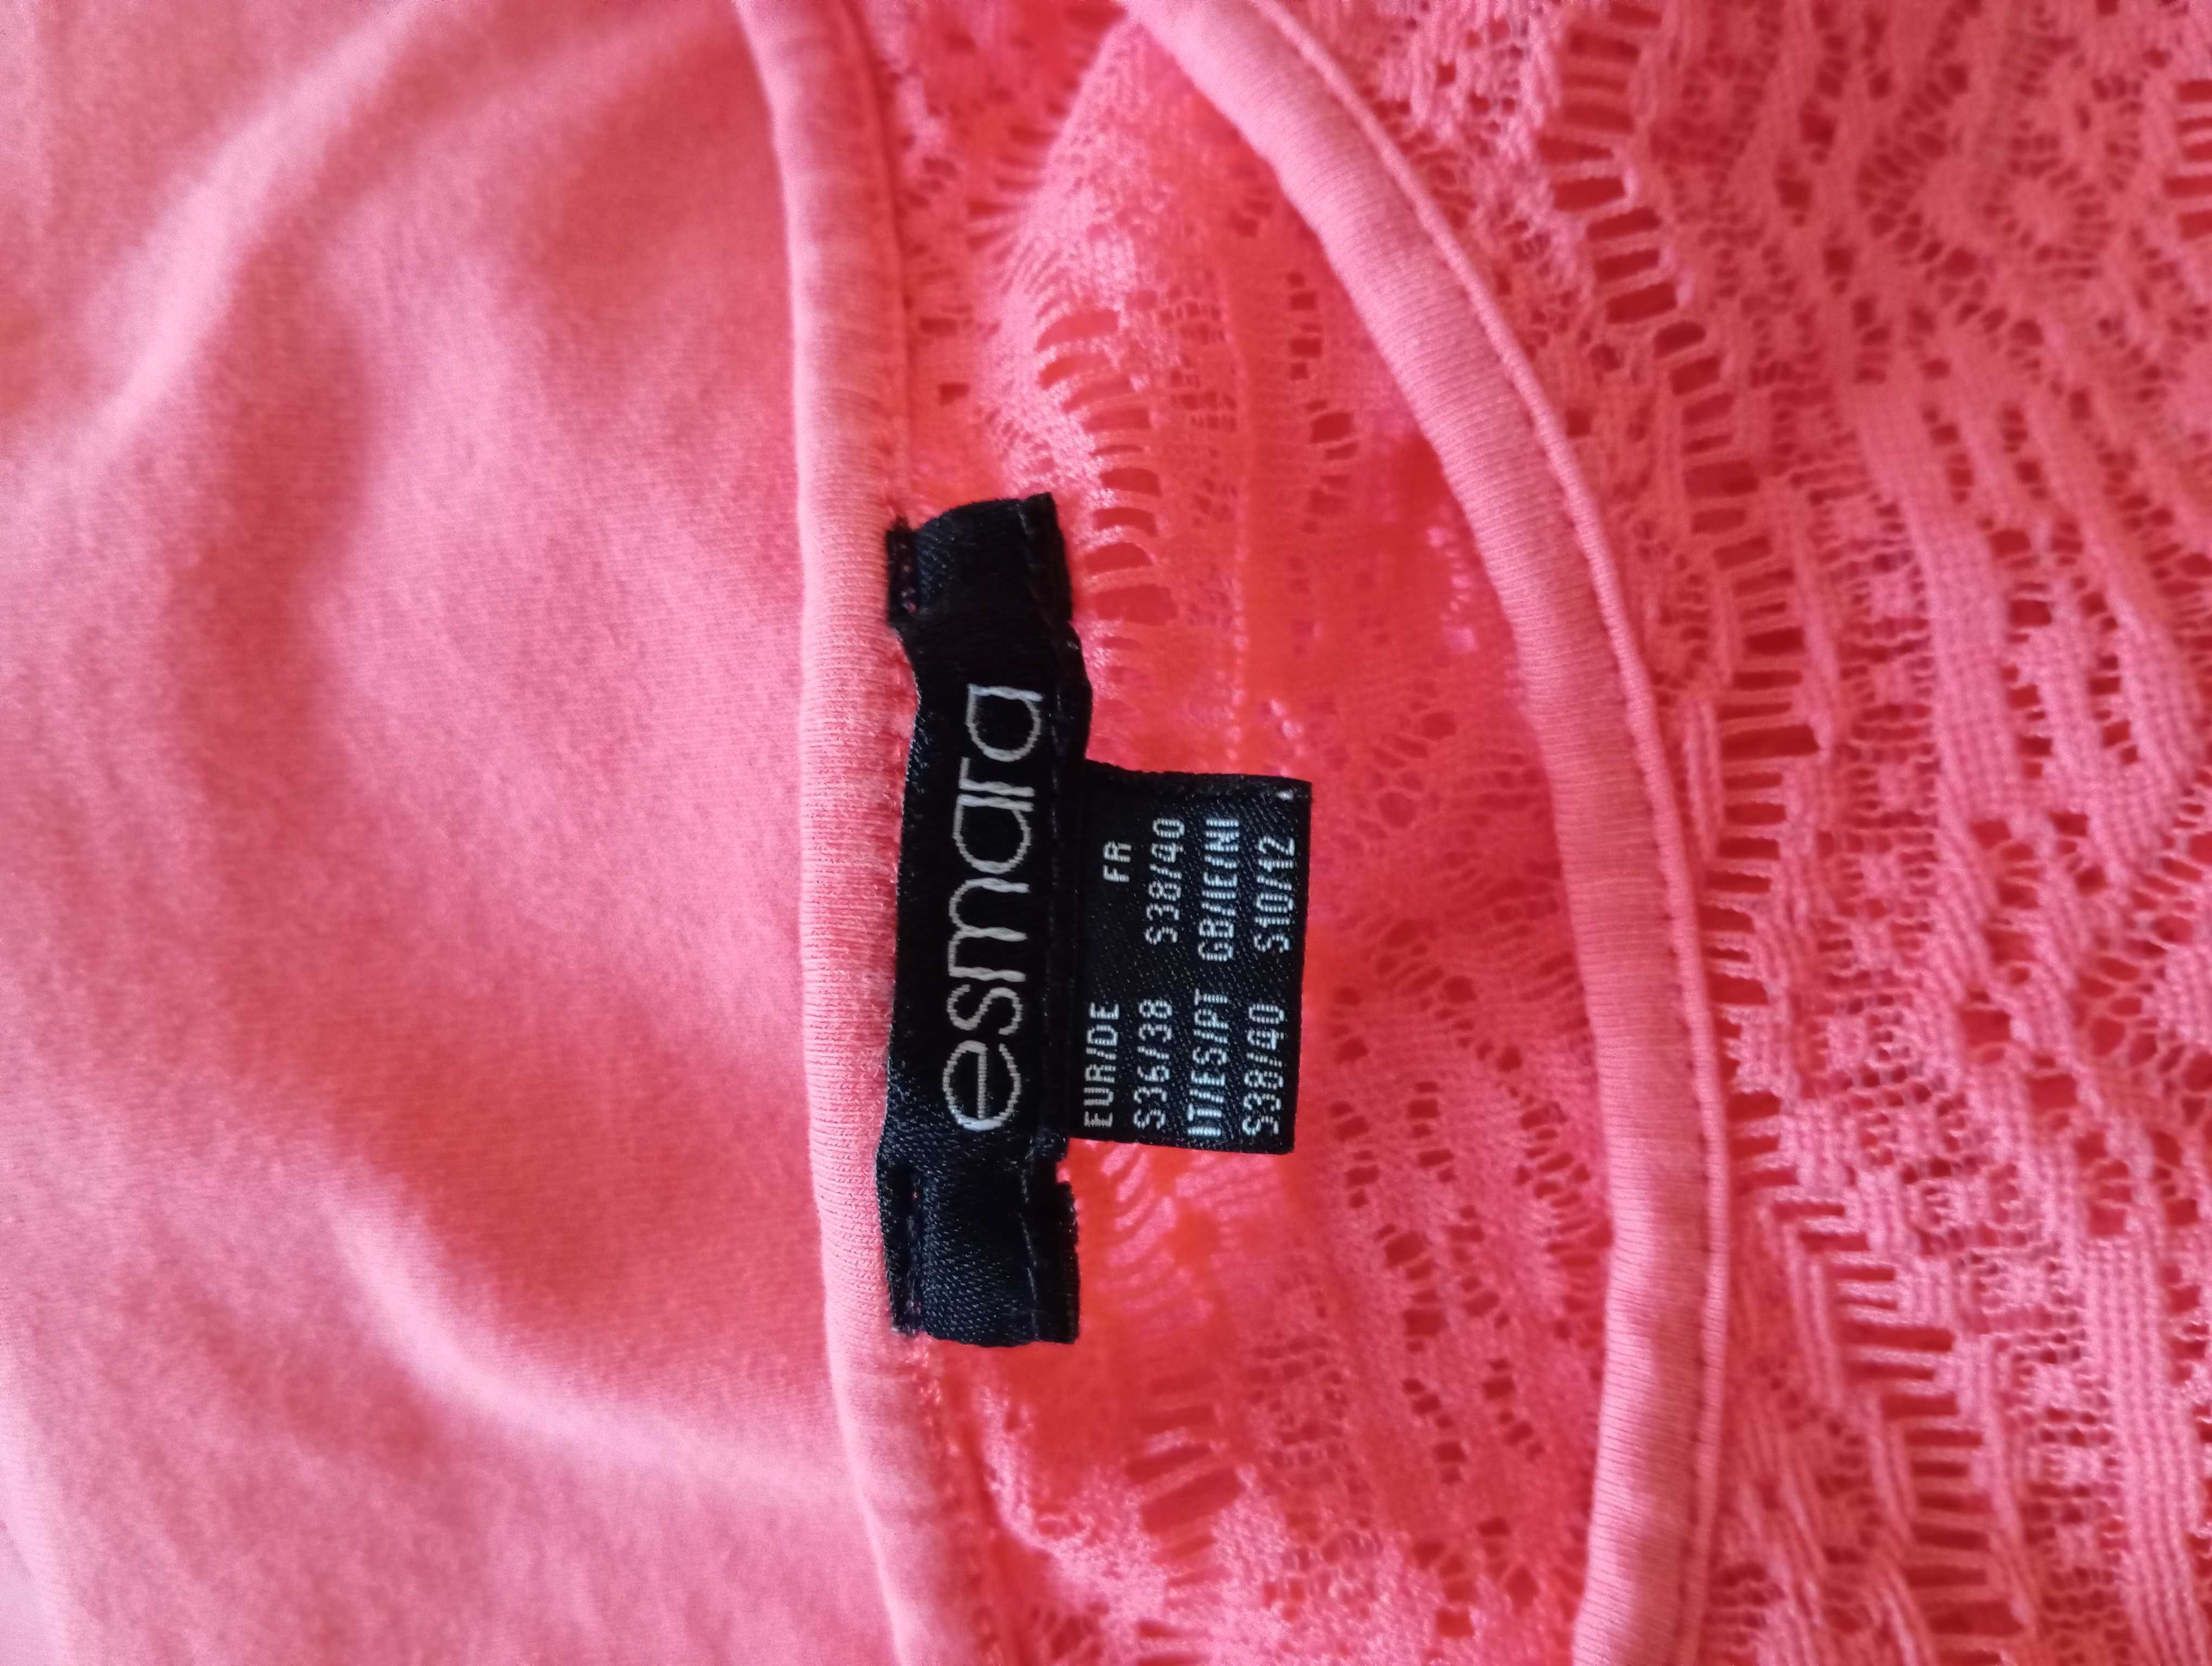 esmara
EUR/DE FR
S36/38 S38/40
IT/ES/PT GB/IE/NI
S38/40 S10/12